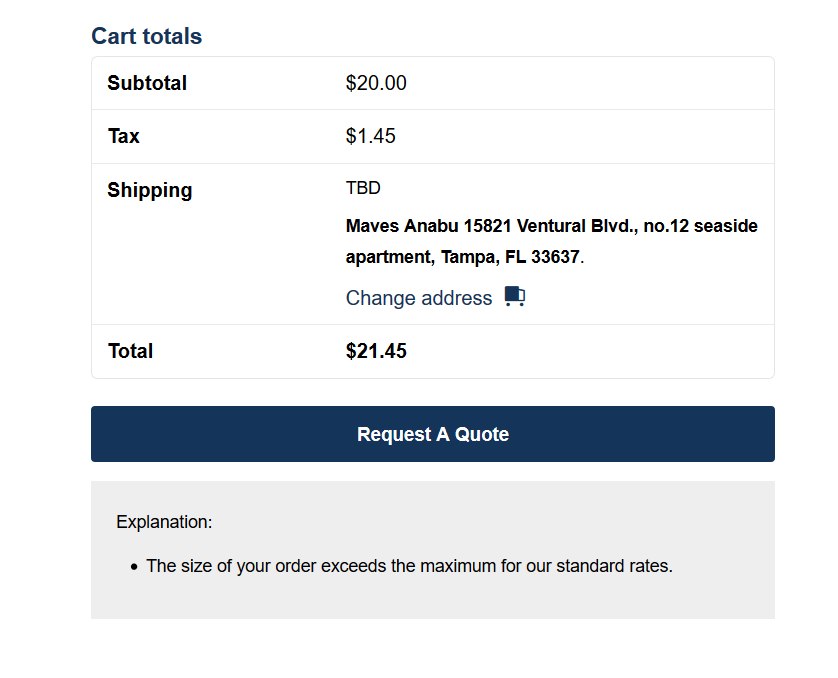 Cart totals
Subtotal $20.00
Tax $1.45
Shipping TBD
Maves Anabu 15821 Ventural Blvd., no.12 seaside
apartment, Tampa, FL 33637.
Change address
Total $21.45
Request A Quote
Explanation:
• The size of your order exceeds the maximum for our standard rates.